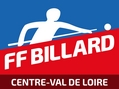 FF BILLARD
CENTRE-VAL DE LOIRE